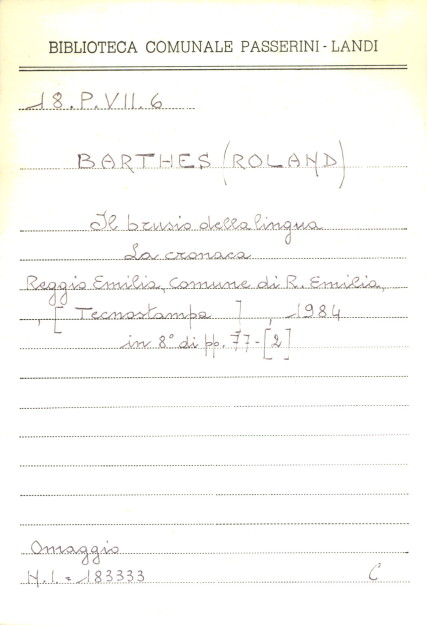 BIBLIOTECA COMUNALE PASSERINI - LANDI
18.P.VII.6
BARTHES (ROLAND)
Il brusio della lingua
La cronaca
Reggio Emilia, Comune di R. Emilia,
, [ Tecnostampa ] , 1984
in 8° di pp. 77-[2]
Omaggio
N.I. = 183333 C